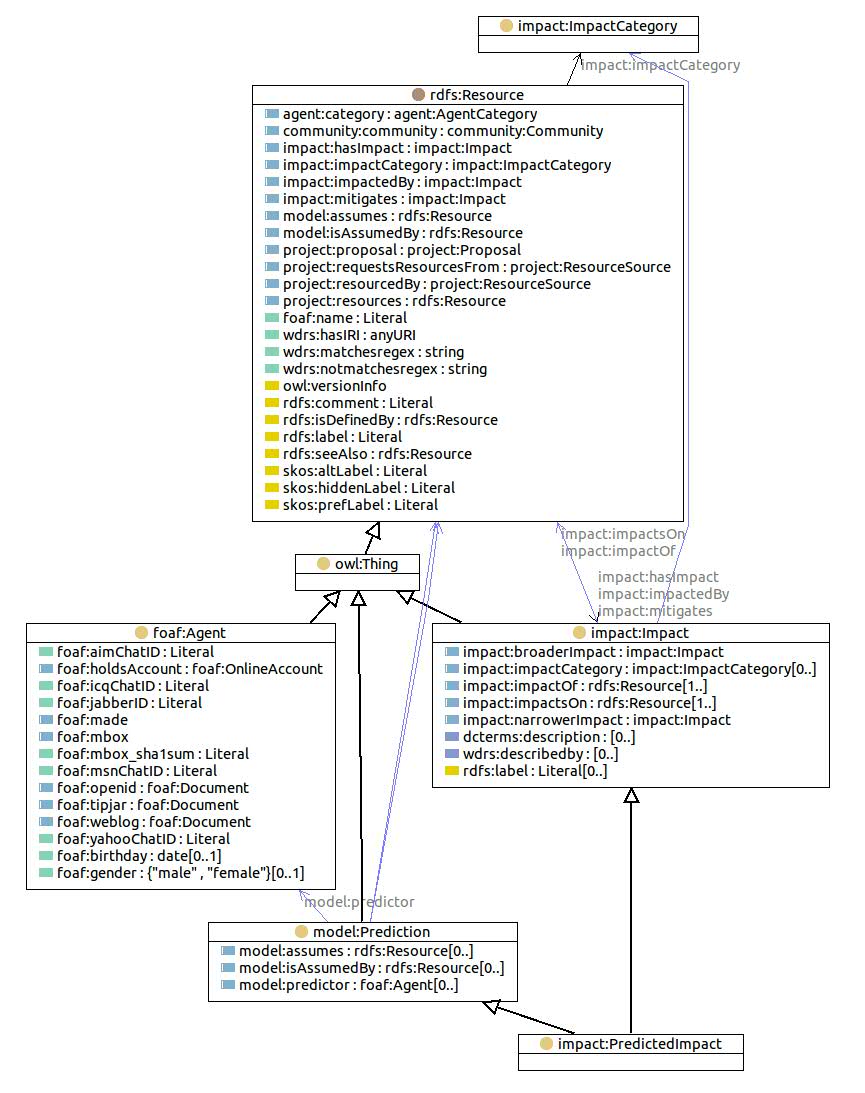 impact:ImpactCategory
impact:impactCategory
rdfs:Resource
agent:category : agent:AgentCategory
community:community : community:Community
impact:hasImpact : impact:Impact
impact:impactCategory : impact:ImpactCategory
impact:impactedBy : impact:Impact
impact:mitigates : impact:Impact
model:assumes : rdfs:Resource
model:isAssumedBy : rdfs:Resource
project:proposal : project:Proposal
project:requestsResourcesFrom : project:ResourceSource
project:resourcedBy : project:ResourceSource
project:resources : rdfs:Resource
foaf:name : Literal
wdrs:hasIRI : anyURI
wdrs:matchesregex : string
wdrs:notmatchesregex : string
owl:versionInfo
rdfs:comment : Literal
rdfs:isDefinedBy : rdfs:Resource
rdfs:label : Literal
rdfs:seeAlso : rdfs:Resource
skos:altLabel : Literal
skos:hiddenLabel : Literal
skos:prefLabel : Literal
impact:impactsOn
impact:impactOf
owl:Thing
impact:hasImpact
impact:impactedBy
impact:mitigates
foaf:Agent
foaf:aimChatID : Literal
foaf:holdsAccount : foaf:OnlineAccount
foaf:icqChatID : Literal
foaf:jabberID : Literal
foaf:made
foaf:mbox
foaf:mbox_sha1sum : Literal
foaf:msnChatID : Literal
foaf:openid : foaf:Document
foaf:tipjar : foaf:Document
foaf:weblog : foaf:Document
foaf:yahooChatID : Literal
foaf:birthday : date[0..1]
foaf:gender : {"male" , "female"}[0..1]
impact:Impact
impact:broaderImpact : impact:Impact
impact:impactCategory : impact:ImpactCategory[0..]
impact:impactOf : rdfs:Resource[1..]
impact:impactsOn : rdfs:Resource[1..]
impact:narrowerImpact : impact:Impact
dcterms:description : [0..]
wdrs:describedby : [0..]
rdfs:label : Literal[0..]
model:predictor
model:Prediction
model:assumes : rdfs:Resource[0..]
model:isAssumedBy : rdfs:Resource[0..]
model:predictor : foaf:Agent[0..]
impact:PredictedImpact